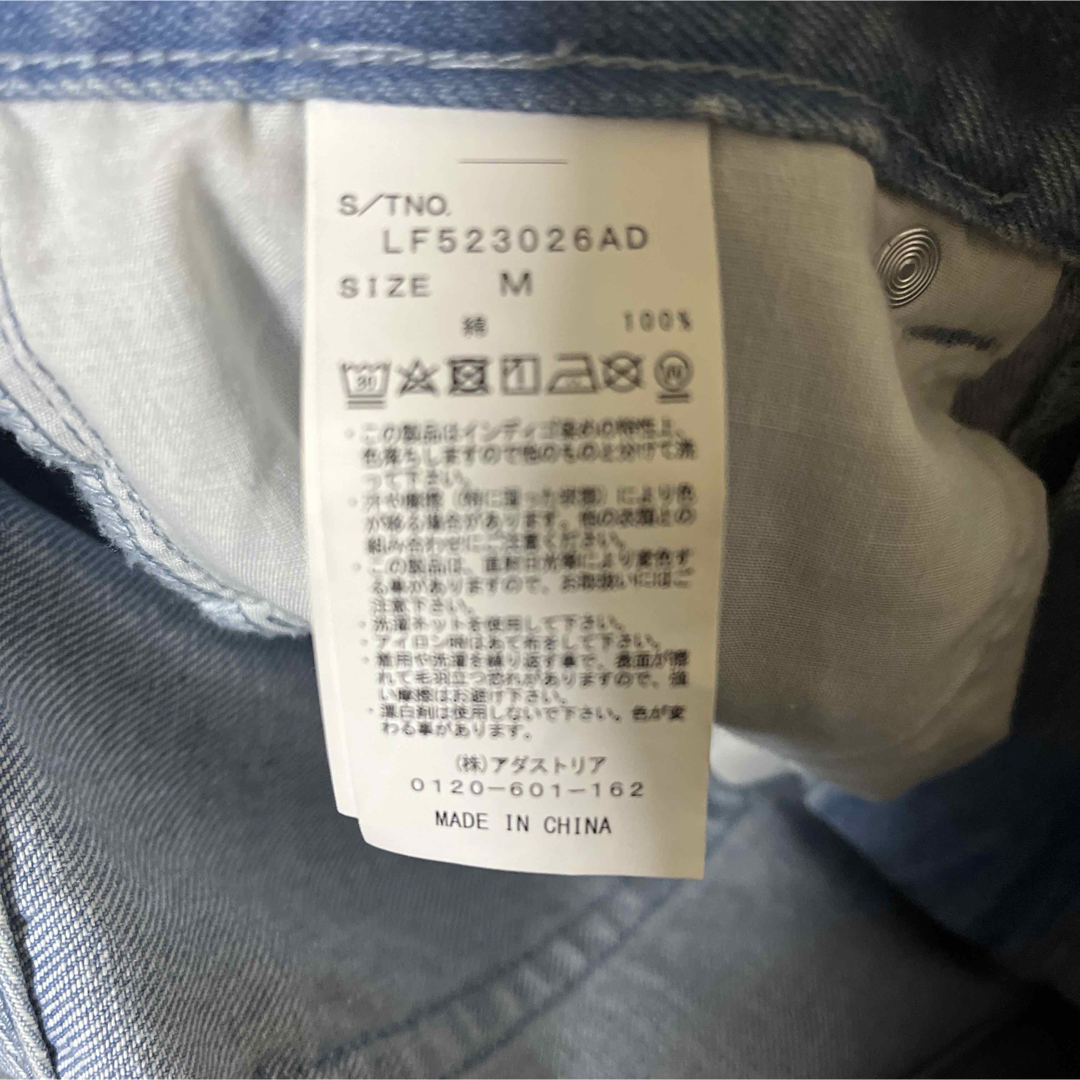 S/TNO.
LF523026AD
SIZE M
綿 100%
30 W
・この製品はインディゴ染めの特性上、
色落ちしますので他のものと分けて洗
って下さい。
・汗や摩擦(特に湿った状態)により色
が移る場合があります。他の衣類との
組み合わせにご注意ください。
・この製品は、直射日光等により変色す
る事がありますので、お取扱いにはご
注意下さい。
・洗濯ネットを使用して下さい。
・アイロン時はあて布をして下さい。
・着用や洗濯を繰り返す事で、表面が擦
れて毛羽立つ恐れがありますので、強
い摩擦はお避け下さい。
・漂白剤は使用しないで下さい。色が変
わる事があります。
(株)アダストリア
0120-601-162
MADE IN CHINA